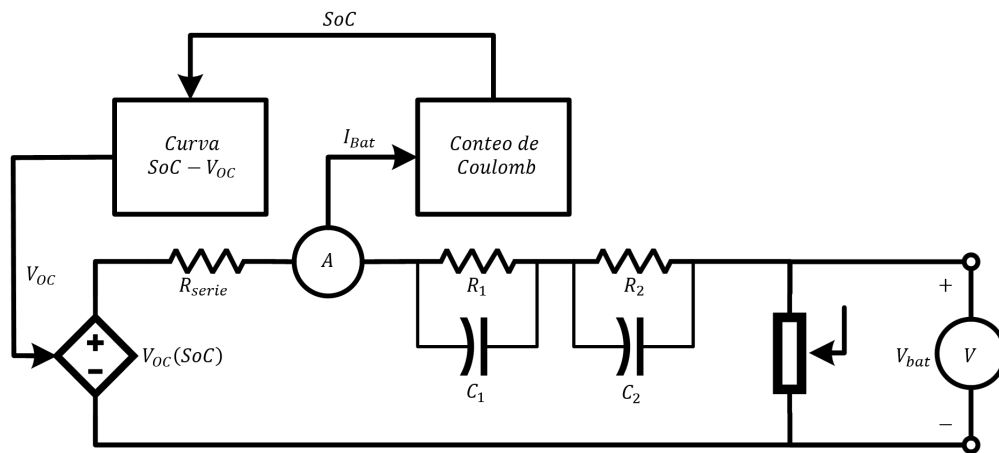 SoC
Curva
SoC − V_OC
I_Bat
Conteo de
Coulomb
V_OC
R_serie
A
R_1
R_2
C_1
C_2
+
−
V_OC(SoC)
+
V_bat
V
−